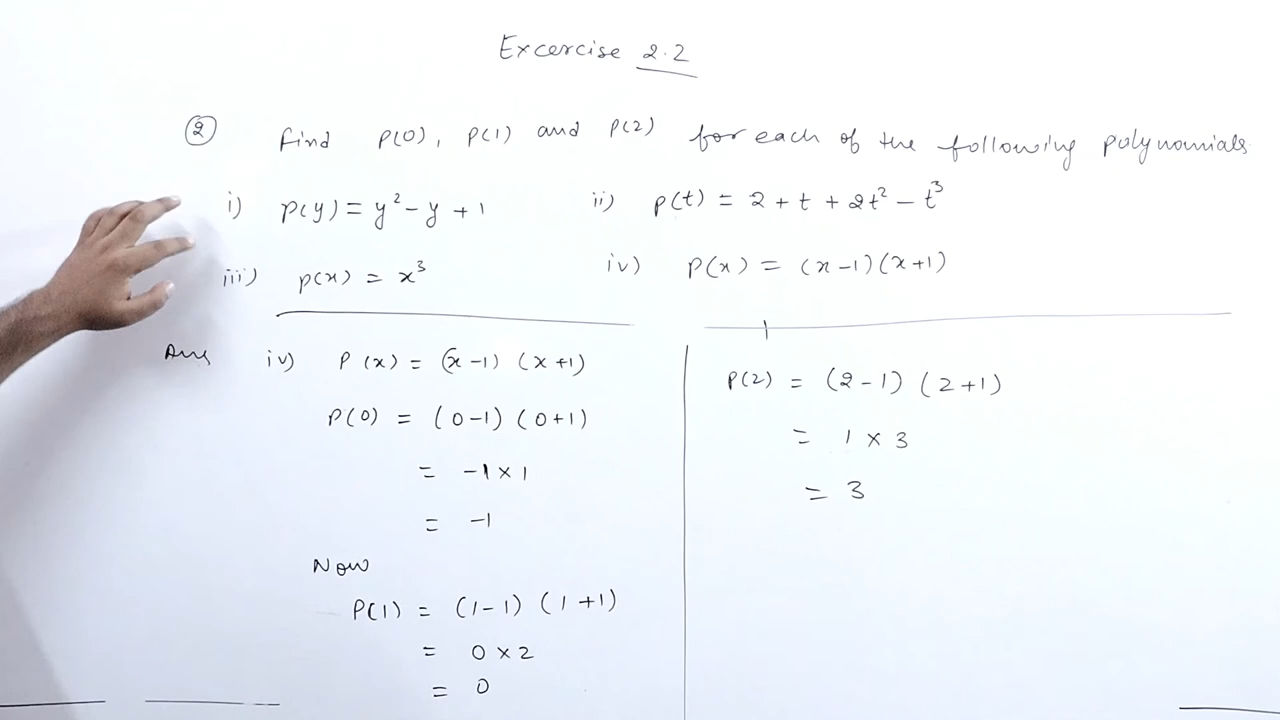 Excercise 2.2
② Find P(0), P(1) and P(2) for each of the following polynomials
i) p(y) = y² - y + 1 ii) p(t) = 2 + t + 2t² - t³
iii) p(x) = x³ iv) P(x) = (x-1)(x+1)
Ans iv) P(x) = (x-1) (x+1)
P(0) = (0-1) (0+1)
= -1 × 1
= -1
Now
P(1) = (1-1) (1+1)
= 0 × 2
= 0
P(2) = (2-1) (2+1)
= 1 × 3
= 3